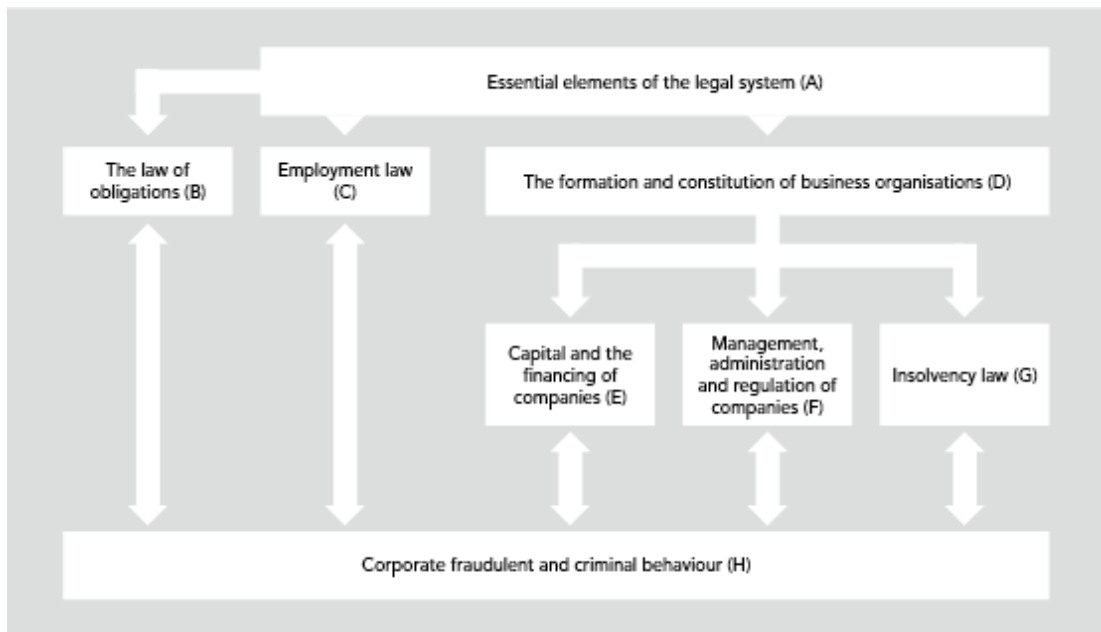 Essential elements of the legal system (A)
The law of
obligations (B)
Employment law
(C)
The formation and constitution of business organisations (D)
Capital and the
financing of
companies (E)
Management,
administration
and regulation of
companies (F)
Insolvency law (G)
Corporate fraudulent and criminal behaviour (H)